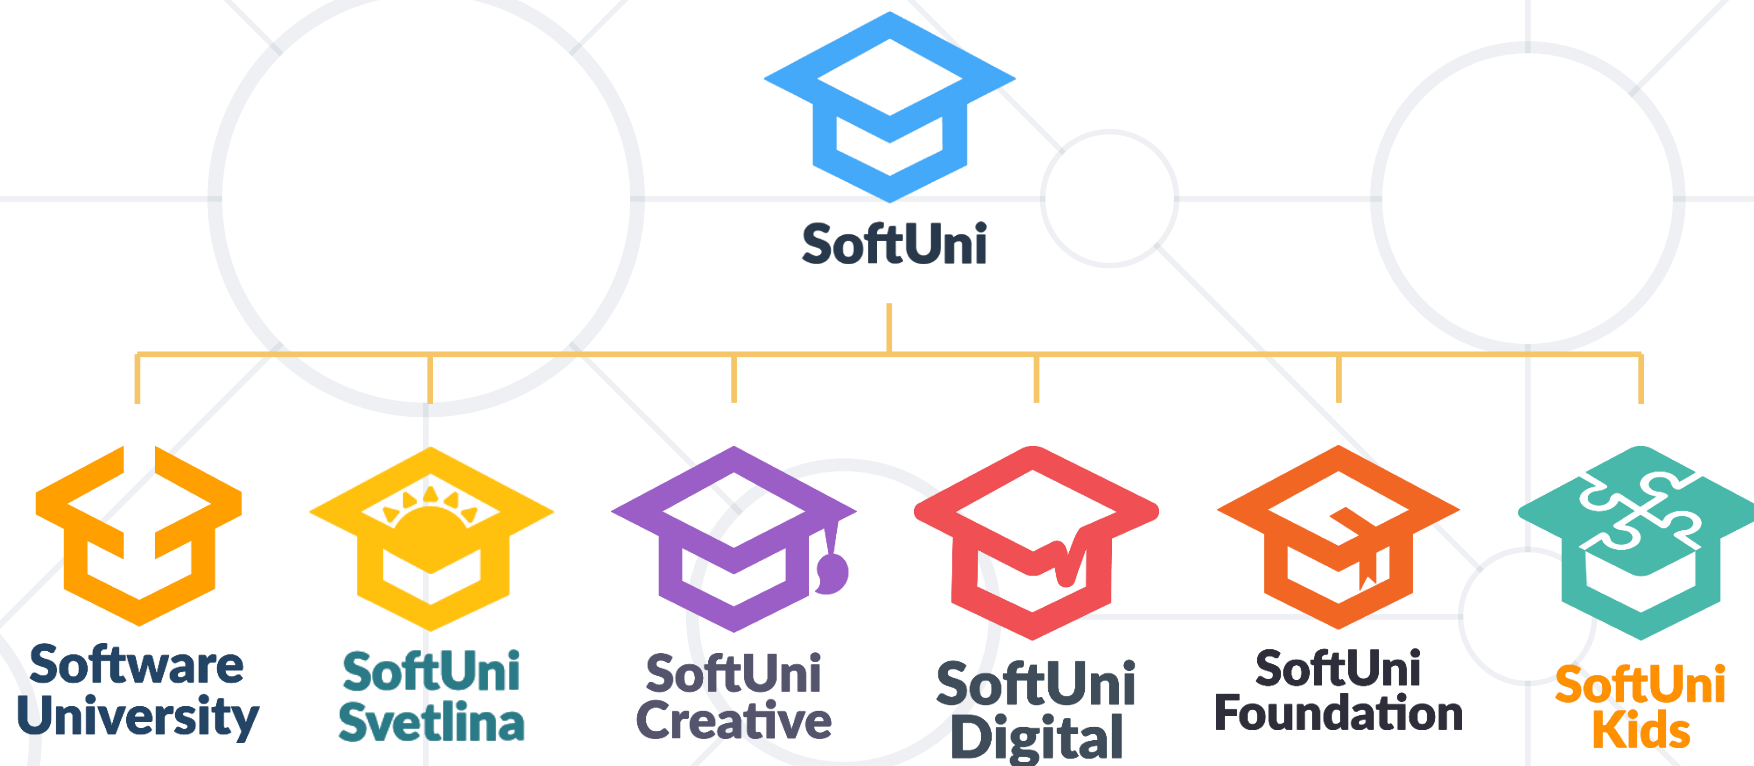 SoftUni
Software
University
SoftUni
Svetlina
SoftUni
Creative
SoftUni
Digital
SoftUni
Foundation
SoftUni
Kids